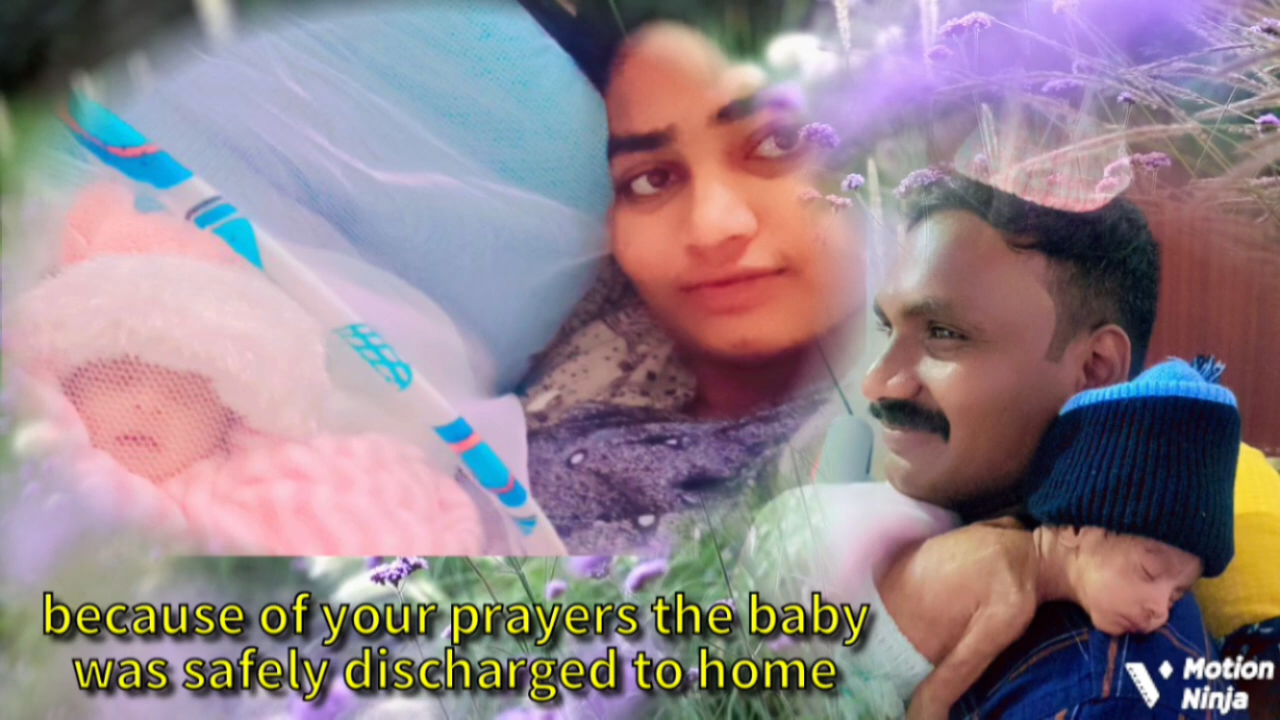 because of your prayers the baby
was safely discharged to home
Motion
Ninja